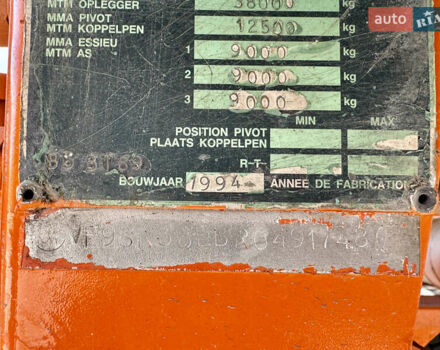 MTM OPLEGGER 38000 kg
MMA PIVOT
MTM KOPPELPEN 12500 kg
MMA ESSIEU
MTM AS
1 9000 kg
2 9000 kg
3 9000 kg
MIN MAX
POSITION PIVOT
PLAATS KOPPELPEN
R-T-
BOUWJAAR 1994 ANNEE DE FABRICATION
auto RIA